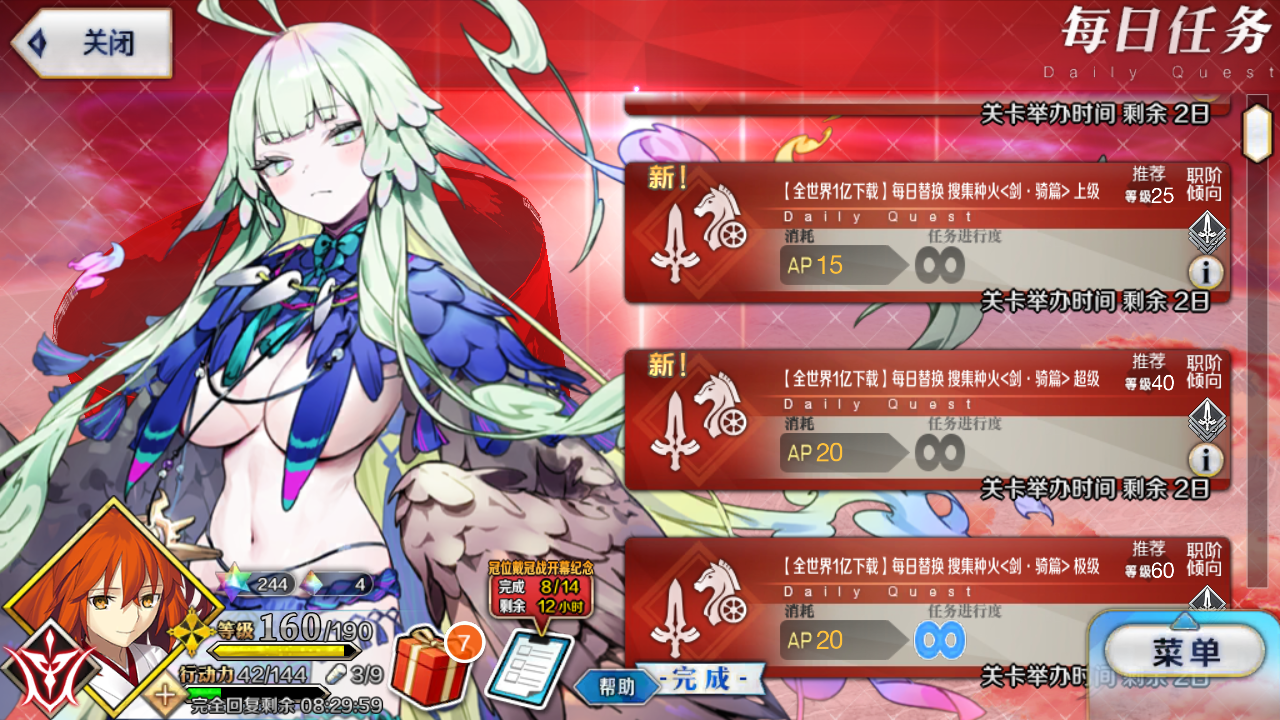 关闭
每日任务
Daily Quest
关卡举办时间 剩余 2日
新!
【全世界1亿下载】每日替换 搜集种火<剑·骑篇> 上级
推荐
等级25
职阶
倾向
Daily Quest
消耗
任务进行度
AP 15
∞
关卡举办时间 剩余 2日
新!
【全世界1亿下载】每日替换 搜集种火<剑·骑篇> 超级
推荐
等级40
职阶
倾向
Daily Quest
消耗
任务进行度
AP 20
∞
关卡举办时间 剩余 2日
【全世界1亿下载】每日替换 搜集种火<剑·骑篇> 极级
推荐
等级60
职阶
倾向
Daily Quest
消耗
任务进行度
AP 20
∞
关卡举办时间 剩余 2日
244
4
等级 160/190
行动力 42/144
3/9
完全回复剩余 08:29:59
7
冠位戴冠战开幕纪念
完成 8/14
剩余 12小时
帮助
-完成-
菜单